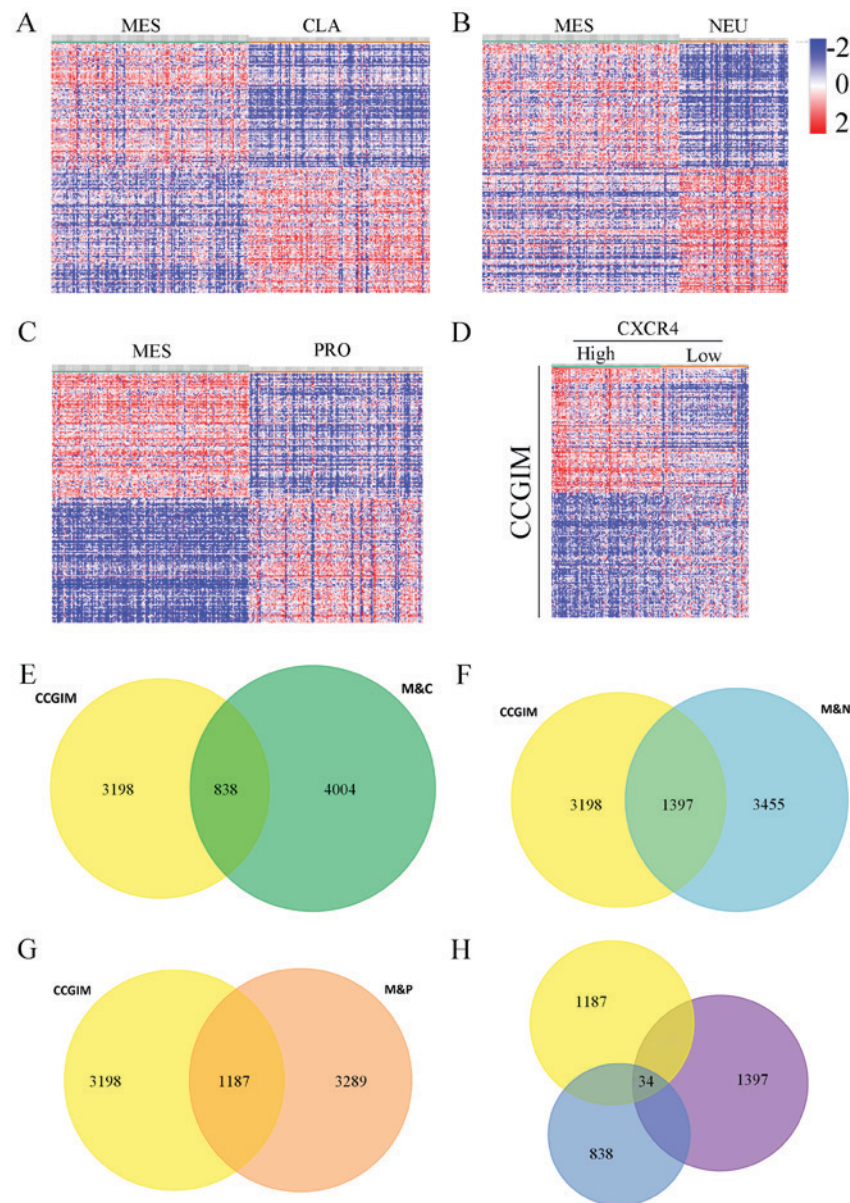 A
MES CLA
B
MES NEU
-2
0
2
C
MES PRO
D
CXCR4
High Low
CCGIM
E
CCGIM
M&C
3198 838 4004
F
CCGIM
M&N
3198 1397 3455
G
CCGIM
M&P
3198 1187 3289
H
1187
34 1397
838